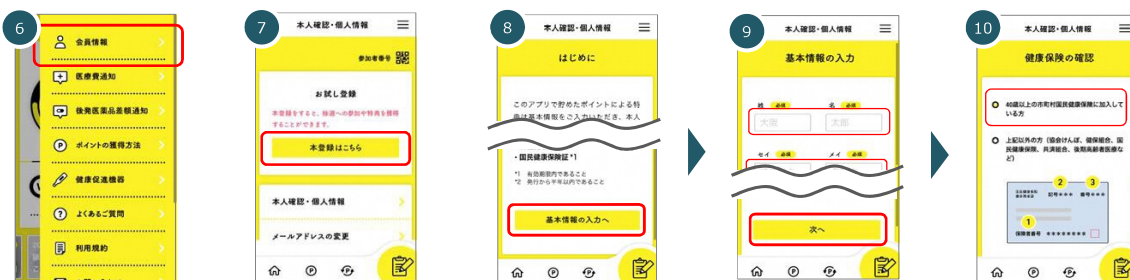 6
会員情報
医療費通知
後発医薬品差額通知
ポイントの獲得方法
健康促進機器
よくあるご質問
利用規約
7
本人確認・個人情報
参加者番号
お試し登録
本登録をすると、抽選への参加や特典を獲得
することができます。
本登録はこちら
本人確認・個人情報
メールアドレスの変更
8
本人確認・個人情報
はじめに
このアプリで貯めたポイントによる特
典は基本情報をご入力いただき、本人
・国民健康保険証*1
*1 有効期限内であること
*2 発行から半年以内であること
基本情報の入力へ
9
本人確認・個人情報
基本情報の入力
姓 必須 名 必須
大阪 太郎
セイ 必須 メイ 必須
次へ
10
本人確認・個人情報
健康保険の確認
40歳以上の市町村国民健康保険に加入して
いる方
上記以外の方（協会けんぽ、健保組合、国
民健康保険、共済組合、後期高齢者医療な
ど）
2 3
記号*** 番号***
1
保険者番号 ********